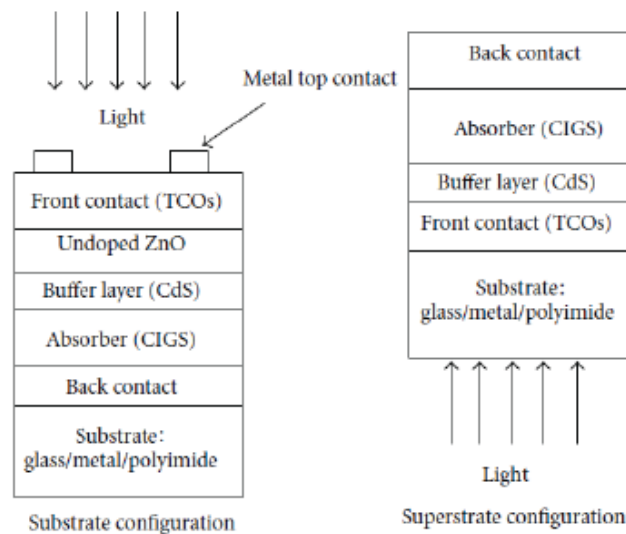 Light
Metal top contact
Front contact (TCOs)
Undoped ZnO
Buffer layer (CdS)
Absorber (CIGS)
Back contact
Substrate:
glass/metal/polyimide
Substrate configuration
Back contact
Absorber (CIGS)
Buffer layer (CdS)
Front contact (TCOs)
Substrate:
glass/metal/polyimide
Light
Superstrate configuration